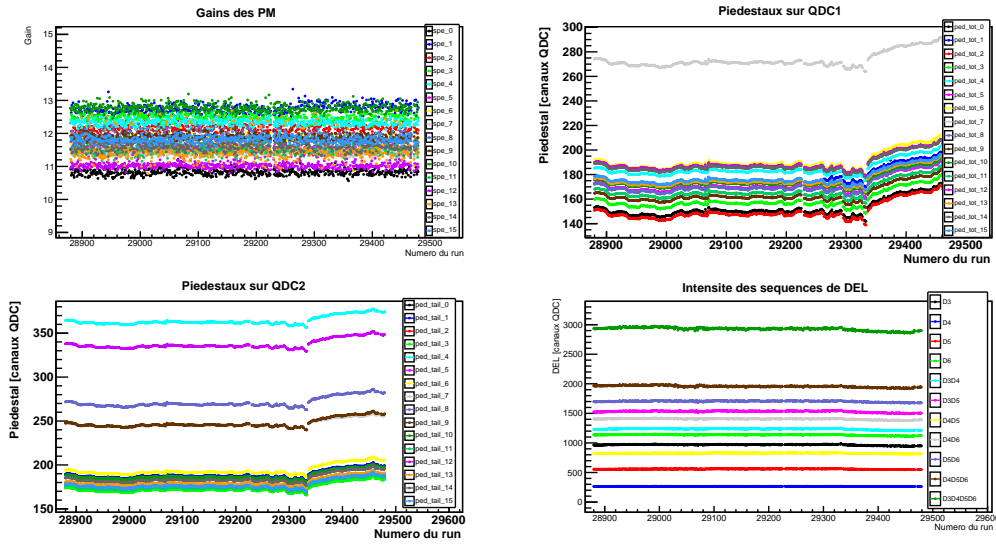 Gains des PM
Gain
15
14
13
12
11
10
9
28900
29000
29100
29200
29300
29400
29500
Numero du run
spe_0
spe_1
spe_2
spe_3
spe_4
spe_5
spe_6
spe_7
spe_8
spe_9
spe_10
spe_11
spe_12
spe_13
spe_14
spe_15
Piedestaux sur QDC1
Piedestal [canaux QDC]
300
280
260
240
220
200
180
160
140
28900
29000
29100
29200
29300
29400
29500
Numero du run
ped_tot_0
ped_tot_1
ped_tot_2
ped_tot_3
ped_tot_4
ped_tot_5
ped_tot_6
ped_tot_7
ped_tot_8
ped_tot_9
ped_tot_10
ped_tot_11
ped_tot_12
ped_tot_13
ped_tot_14
ped_tot_15
Piedestaux sur QDC2
Piedestal [canaux QDC]
350
300
250
200
150
28900
29000
29100
29200
29300
29400
29500
29600
Numero du run
ped_tail_0
ped_tail_1
ped_tail_2
ped_tail_3
ped_tail_4
ped_tail_5
ped_tail_6
ped_tail_7
ped_tail_8
ped_tail_9
ped_tail_10
ped_tail_11
ped_tail_12
ped_tail_13
ped_tail_14
ped_tail_15
Intensite des sequences de DEL
DEL [canaux QDC]
3000
2500
2000
1500
1000
500
0
28900
29000
29100
29200
29300
29400
29500
2960
Numero du run
D3
D4
D5
D6
D3D4
D3D5
D4D5
D4D6
D5D6
D4D5D6
D3D4D5D6